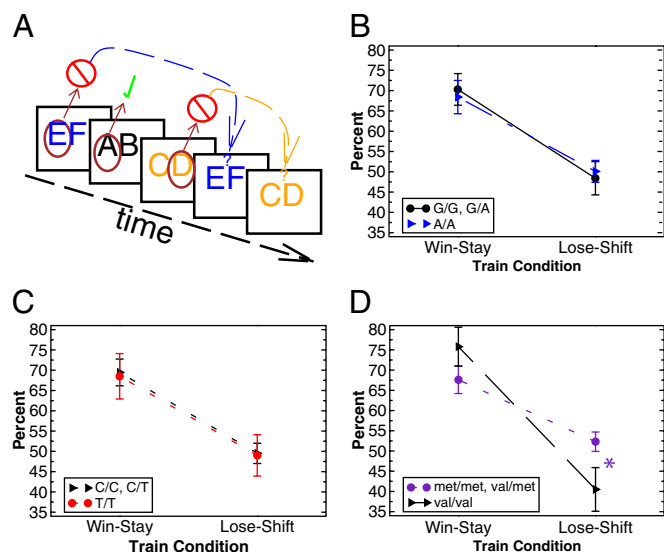 A
EF
AB
CD
?
EF
?
CD
time
B
80
75
70
65
60
55
50
45
40
35
Percent
G/G, G/A
A/A
Win-Stay
Lose-Shift
Train Condition
C
80
75
70
65
60
55
50
45
40
35
Percent
C/C, C/T
T/T
Win-Stay
Lose-Shift
Train Condition
D
80
75
70
65
60
55
50
45
40
35
Percent
*
met/met, val/met
val/val
Win-Stay
Lose-Shift
Train Condition